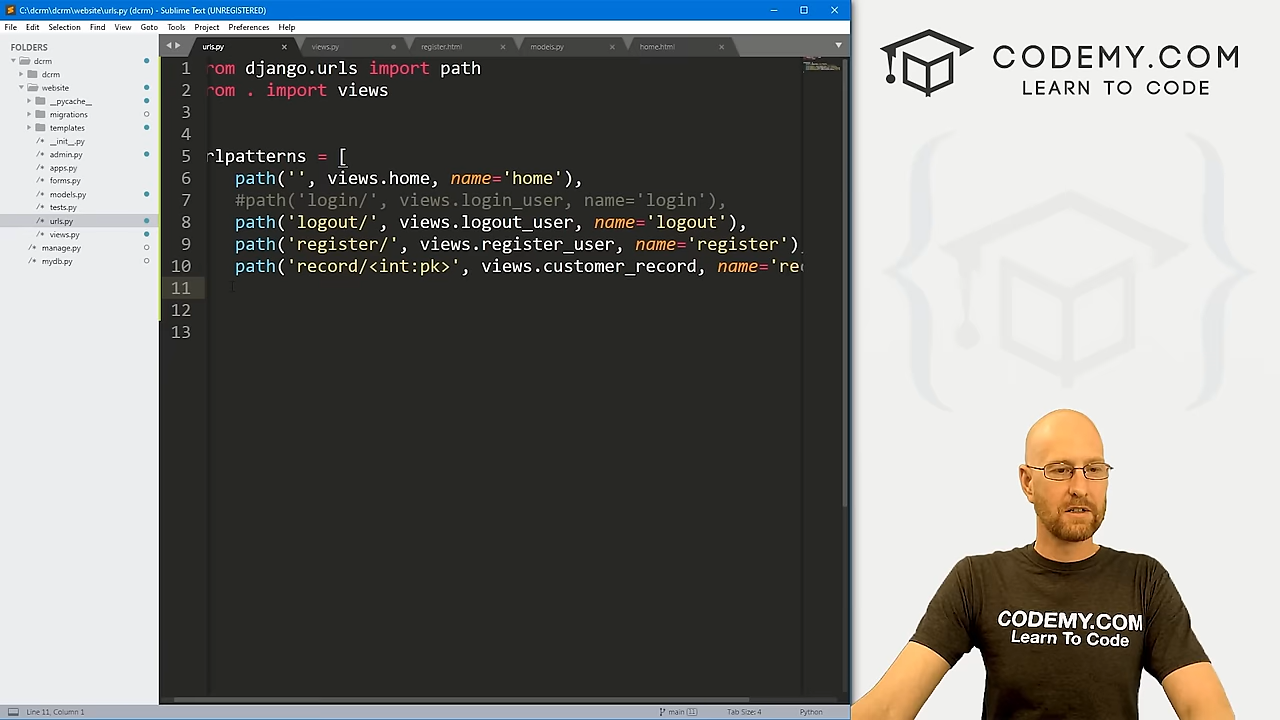 C:\dcrm\dcrm\website\urls.py (dcrm) - Sublime Text (UNREGISTERED)
File Edit Selection Find View Goto Tools Project Preferences Help
FOLDERS
dcrm
dcrm
website
__pycache__
migrations
templates
__init__.py
admin.py
apps.py
forms.py
models.py
tests.py
urls.py
views.py
manage.py
mydb.py
urls.py views.py register.html models.py home.html
1 rom django.urls import path
2 rom . import views
3
4
5 rlpatterns = [
6 path('', views.home, name='home'),
7 #path('login/', views.login_user, name='login'),
8 path('logout/', views.logout_user, name='logout'),
9 path('register/', views.register_user, name='register')
10 path('record/<int:pk>', views.customer_record, name='rec
11
12
13
Line 11, Column 1 main 11 Tab Size: 4 Python
CODEMY.COM
LEARN TO CODE
CODEMY.COM
Learn To Code